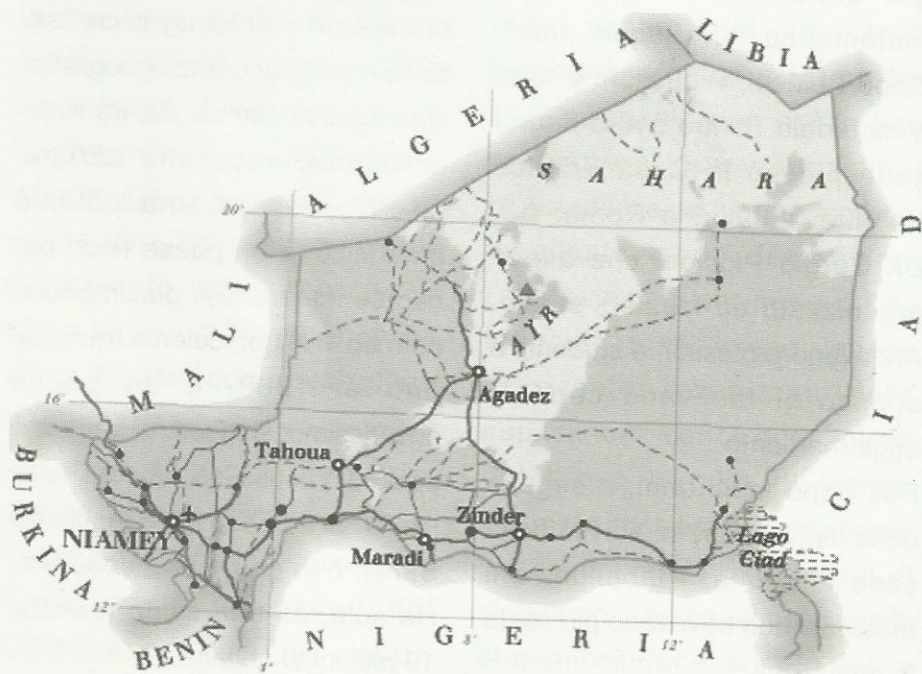 LIBIA
ALGERIA
SAHARA
20°
CIAD
MALI
AÏR
16°
Agadez
BURKINA
Tahoua
Zinder
NIAMEY
Maradi
Lago
Ciad
12°
BENIN
NIGERIA
4°
8°
12°